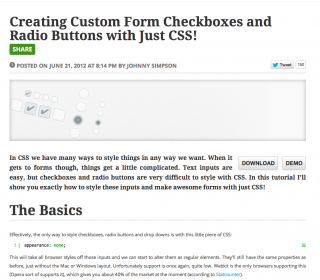 Creating Custom Form Checkboxes and
Radio Buttons with Just CSS!
SHARE
POSTED ON JUNE 21, 2012 AT 8:14 PM BY JOHNNY SIMPSON
Tweet
150
In CSS we have many ways to style things in any way we want. When it
gets to forms though, things get a little complicated. Text inputs are
easy, but checkboxes and radio buttons are very difficult to style with CSS. In this tutorial I'll
show you exactly how to style these inputs and make awesome forms with just CSS!
DOWNLOAD
DEMO
The Basics
Effectively, the only way to style checkboxes, radio buttons and drop downs is with this little piece of CSS:
1 appearance: none;
This will take all browser styles off those inputs and we can start to alter them as regular elements. They'll still have the same properties as
before, just without the Mac or Windows layout. Unfortunately support is once again, quite low. Webkit is the only browsers supporting this
(Opera sort of supports it), which gives you about 40% of the market at the moment (according to Statcounter).